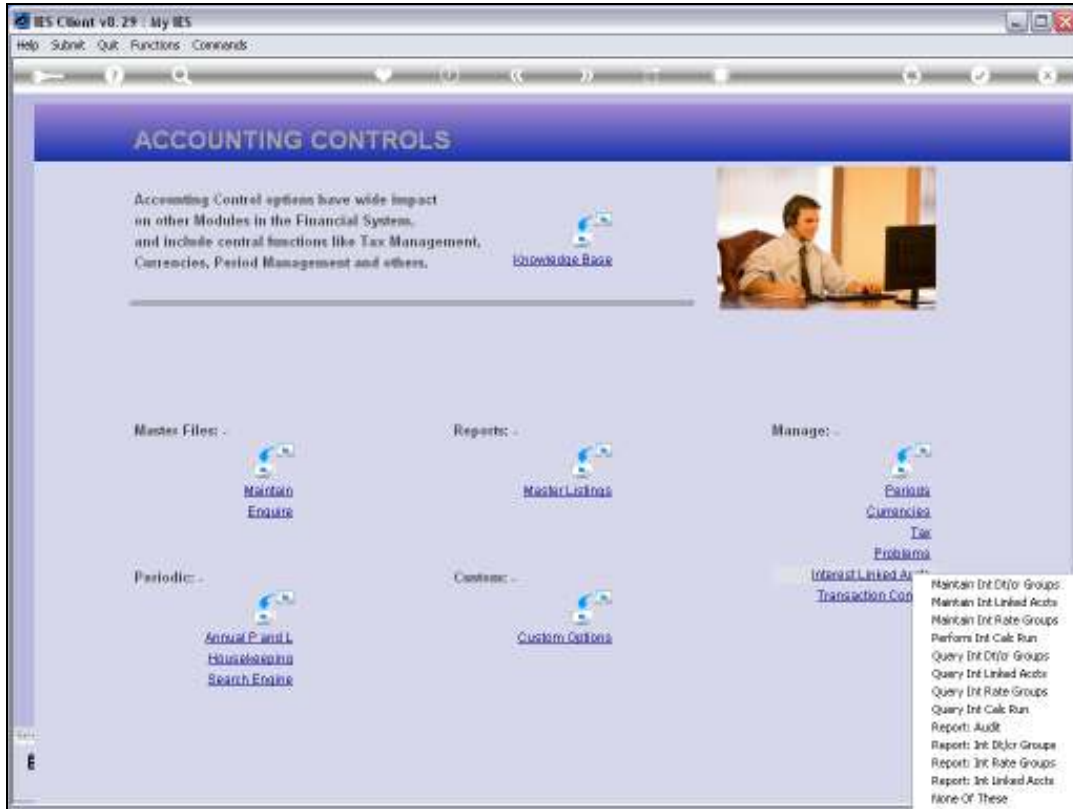 IES Client v8.29 : My IES
Help Submit Quit Functions Commands
ACCOUNTING CONTROLS
Accounting Control options have wide impact
on other Modules in the Financial System,
and include central functions like Tax Management,
Currencies, Period Management and others.
Knowledge Base
Master Files: -
Maintain
Enquire
Reports: -
Master Listings
Manage: -
Periods
Currencies
Tax
Problems
Interest Linked
Transaction
Periodic: -
Annual P and L
Housekeeping
Search Engine
Custom: -
Custom Options
Maintain Int Dt/cr Groups
Maintain Int Linked Accts
Maintain Int Rate Groups
Perform Int Calc Run
Query Int Dt/cr Groups
Query Int Linked Accts
Query Int Rate Groups
Query Int Calc Run
Report: Audit
Report: Int Dt/cr Groups
Report: Int Rate Groups
Report: Int Linked Accts
None Of These